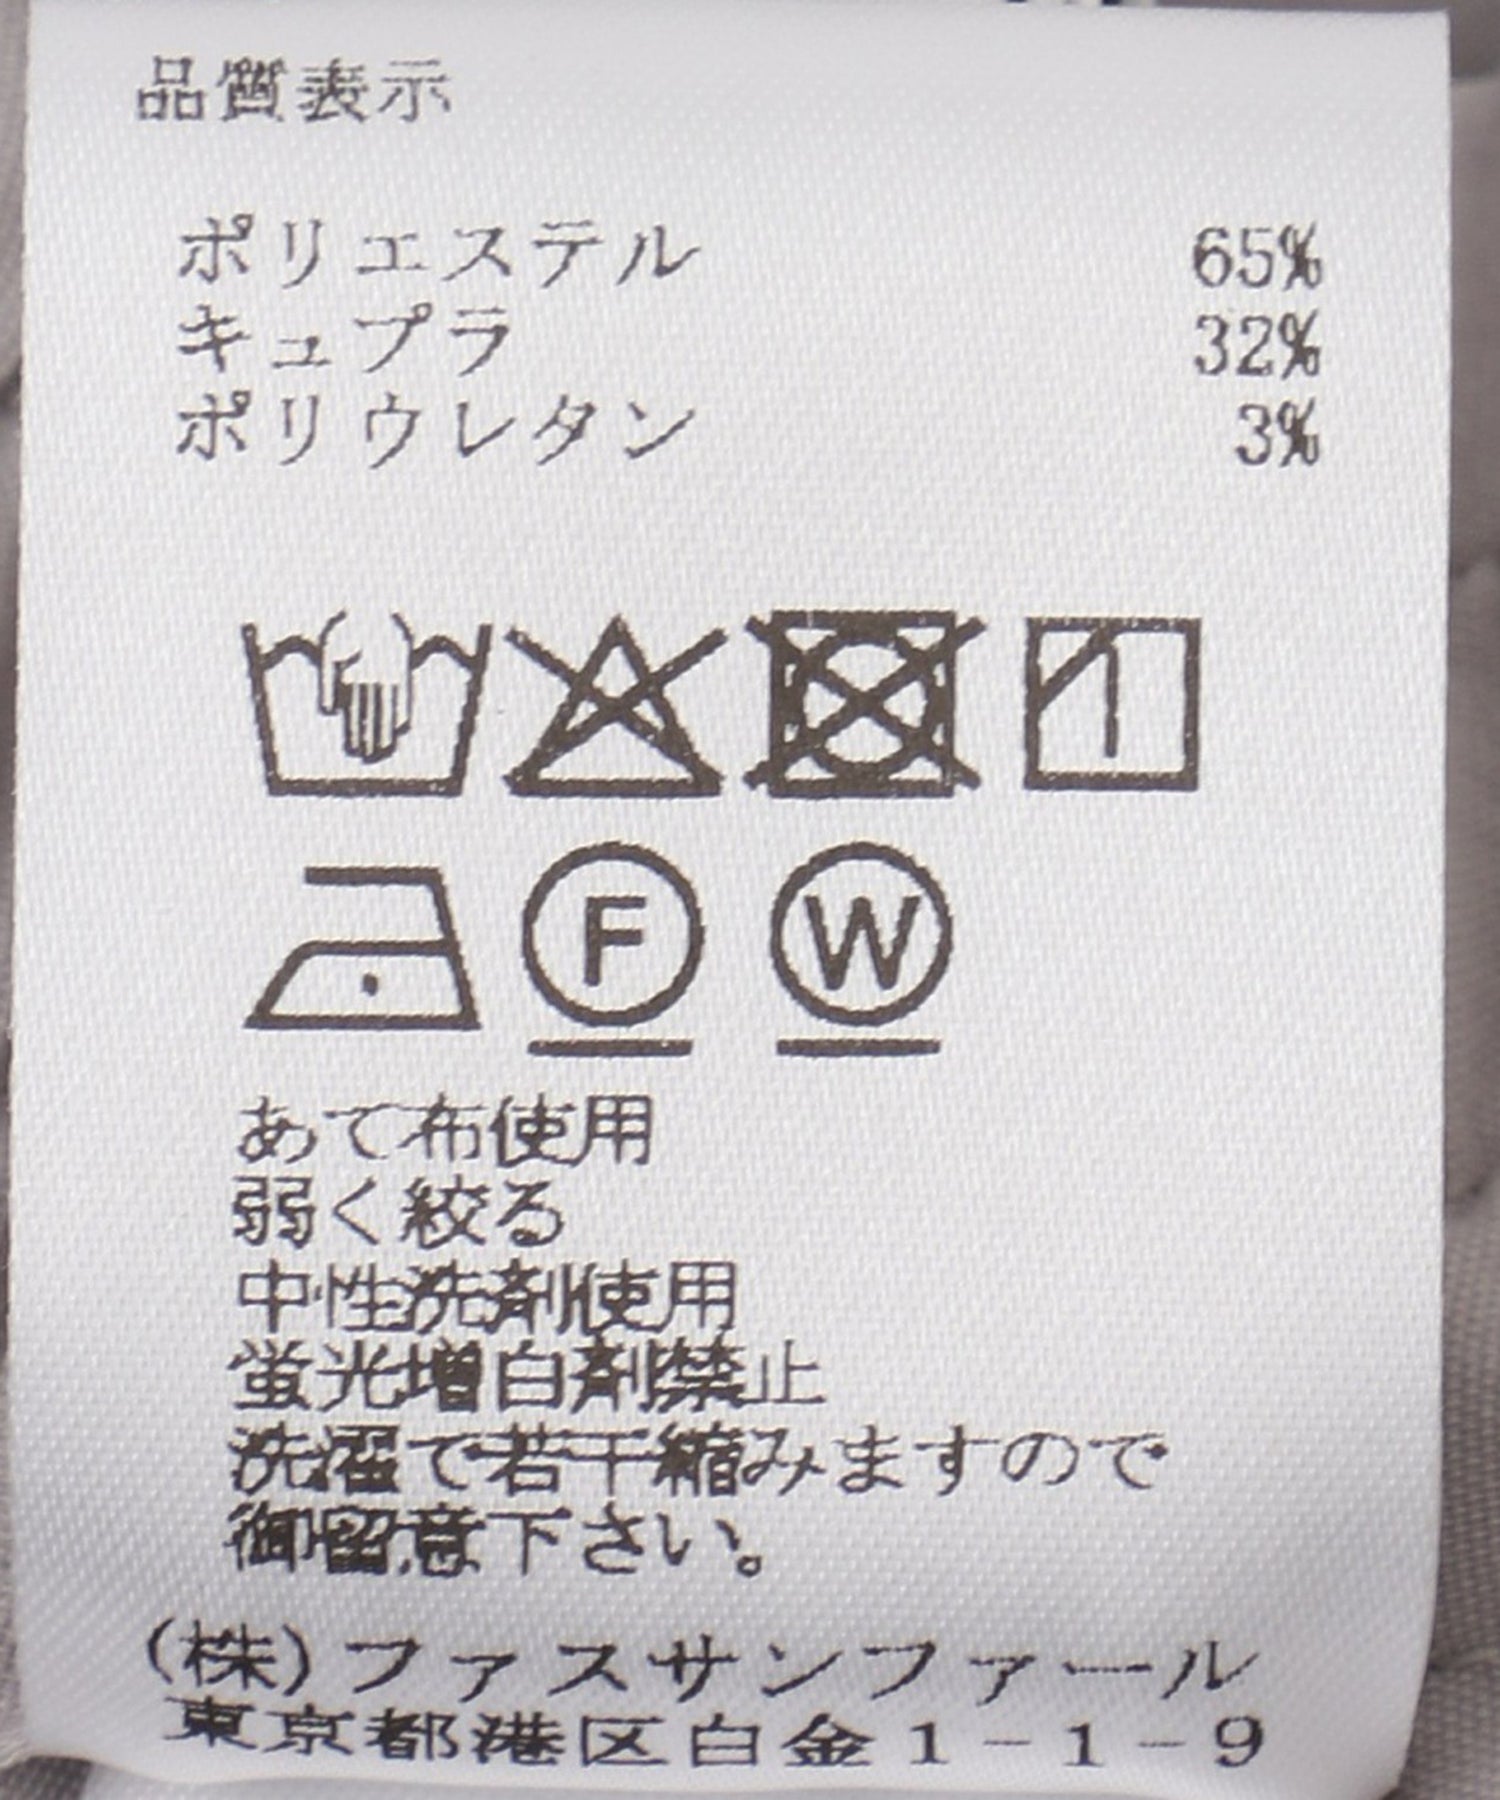 品質表示
ポリエステル 65%
キュプラ 32%
ポリウレタン 3%
F W
あて布使用
弱く絞る
中性洗剤使用
蛍光増白剤禁止
洗濯で若干縮みますので
御留意下さい。
(株)ファスサンファール
東京都港区白金1-1-9